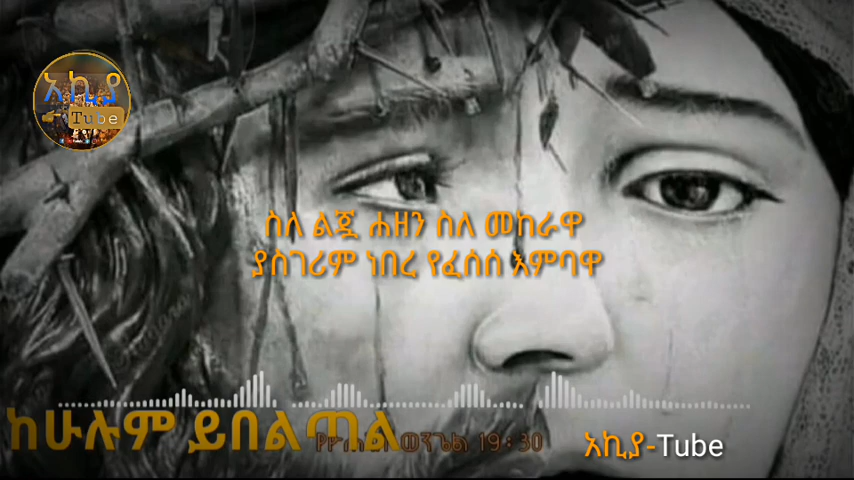 አኪያ
Tube
ስለ ልጇ ሐዘን ስለ መከራዋ
ያስገሪም ነበረ የፈሰሰ እምባዋ
ከሁሉም ይበልጣል
ወንጌል 19፡30
አኪያ-Tube